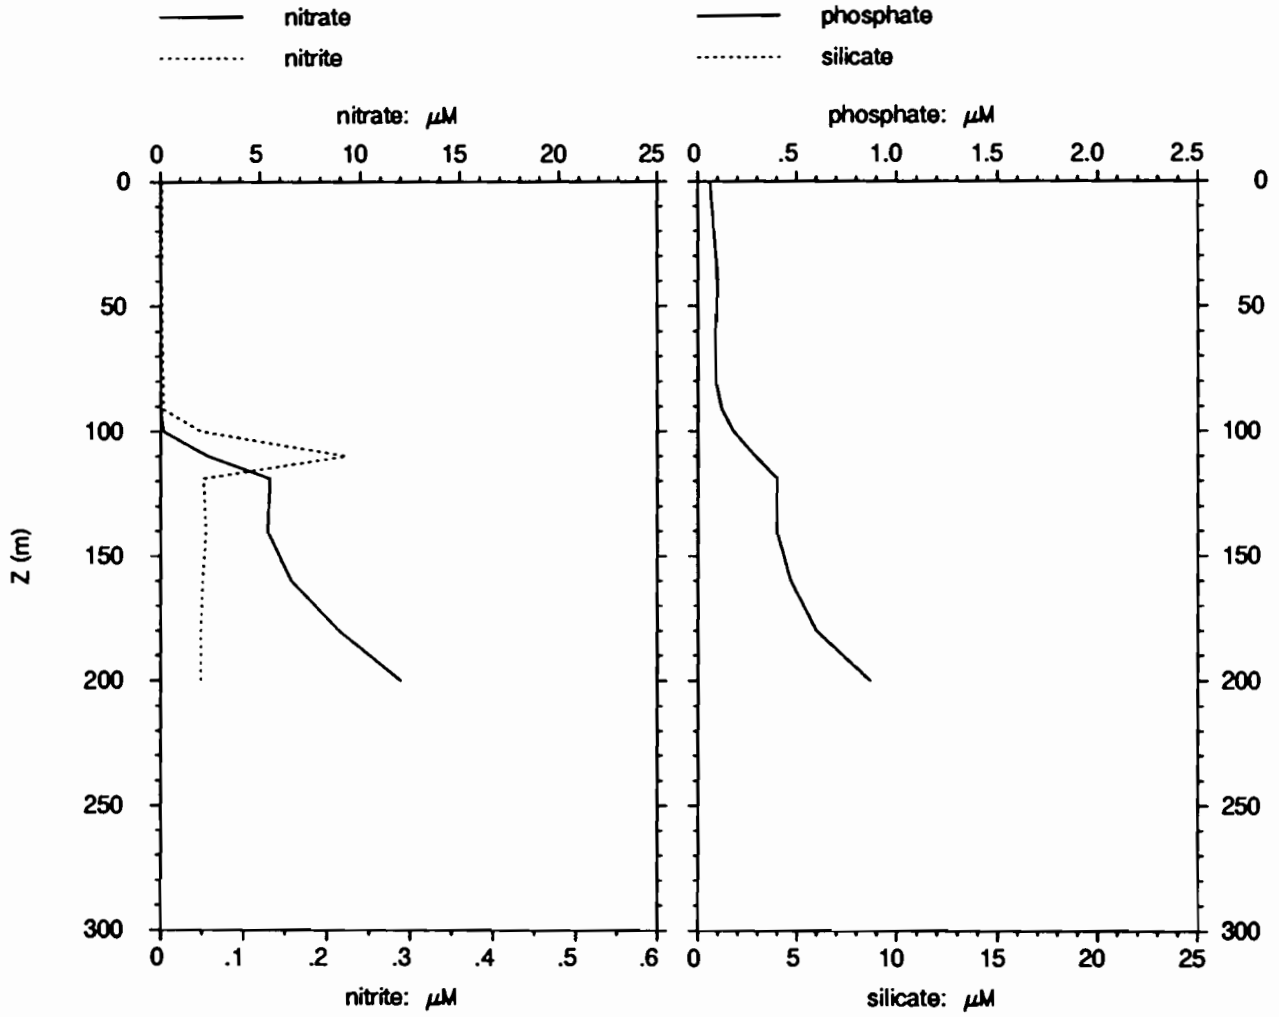 nitrate
nitrite
nitrate: μM
0 5 10 15 20 25
0
50
100
150
200
250
300
Z (m)
0 .1 .2 .3 .4 .5 .6
nitrite: μM
phosphate
silicate
phosphate: μM
0 .5 1.0 1.5 2.0 2.5
0
50
100
150
200
250
300
0 5 10 15 20 25
silicate: μM